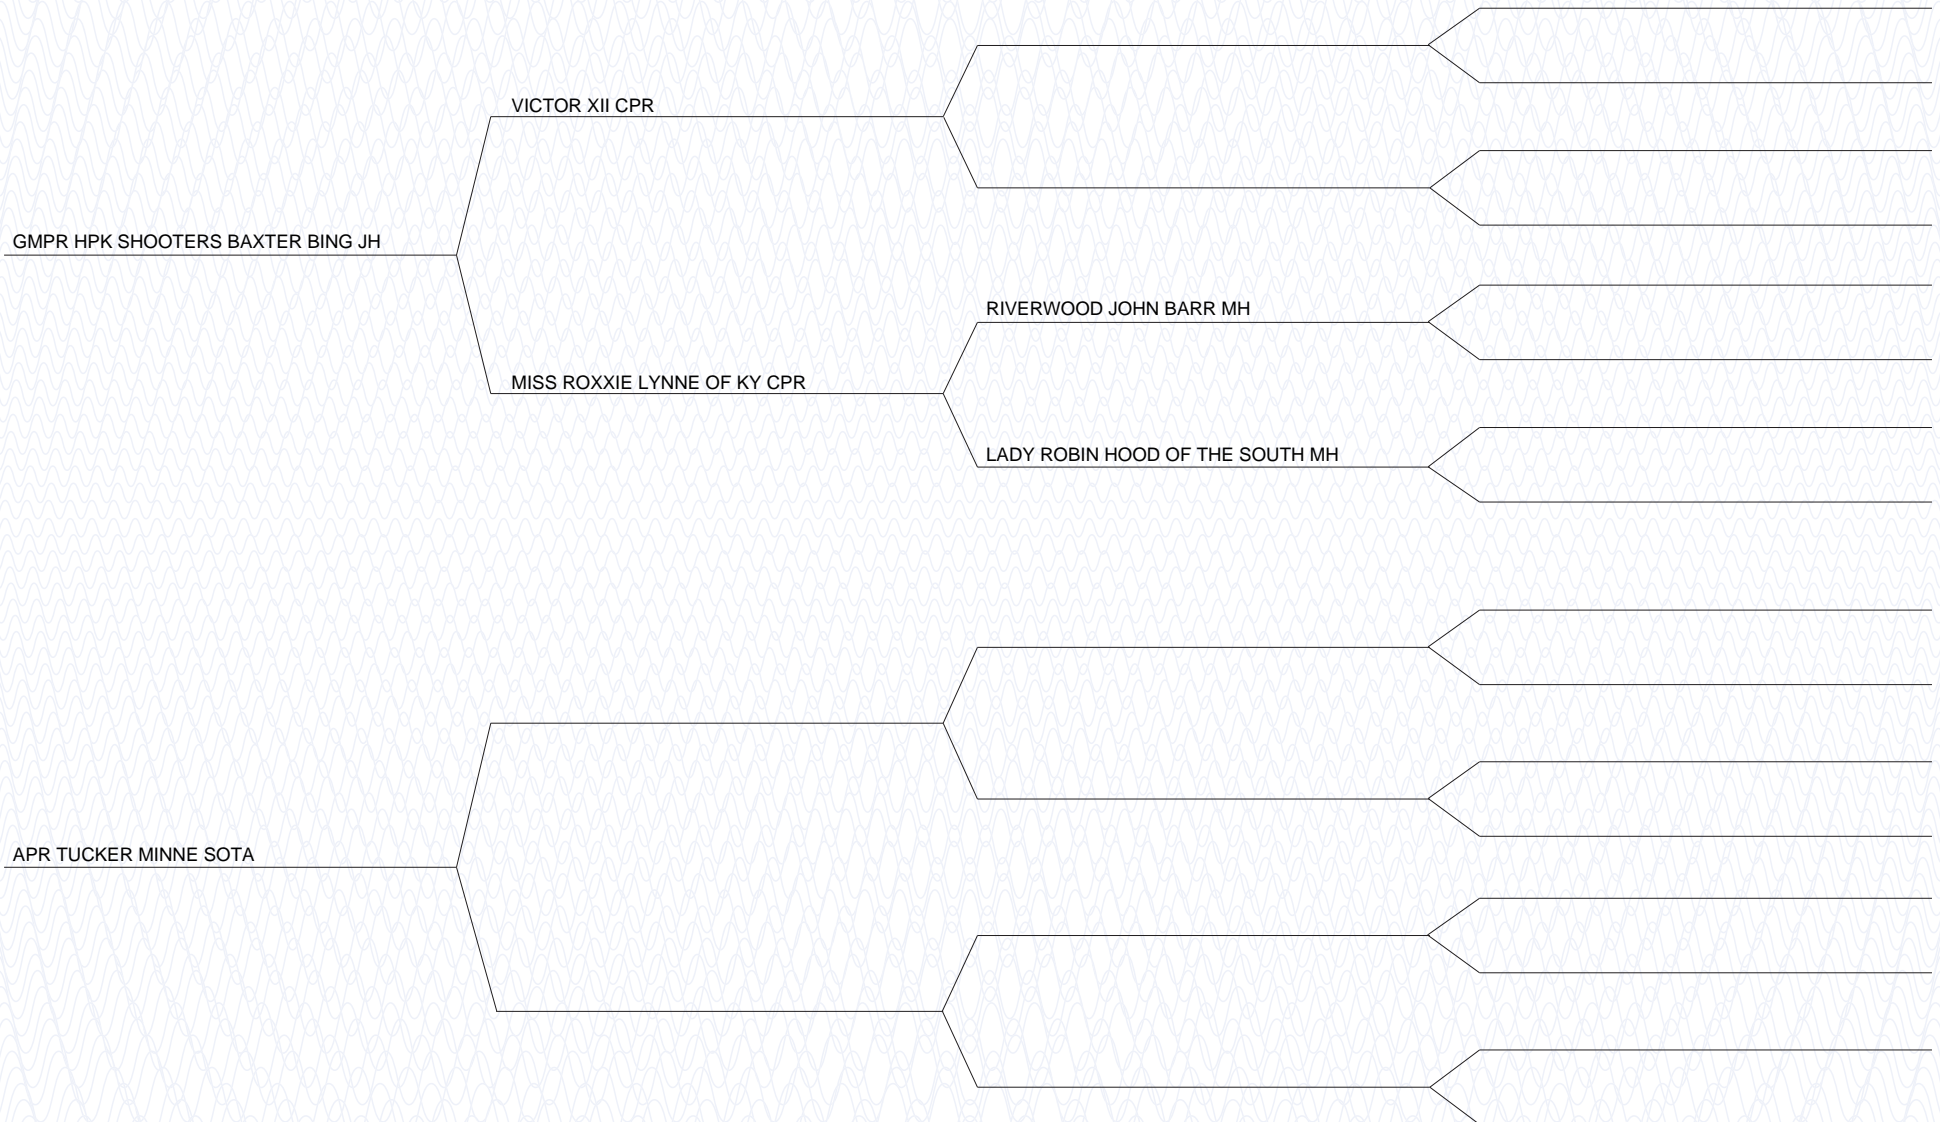 VICTOR XII CPR
GMPR HPK SHOOTERS BAXTER BING JH
RIVERWOOD JOHN BARR MH
MISS ROXXIE LYNNE OF KY CPR
LADY ROBIN HOOD OF THE SOUTH MH
APR TUCKER MINNE SOTA